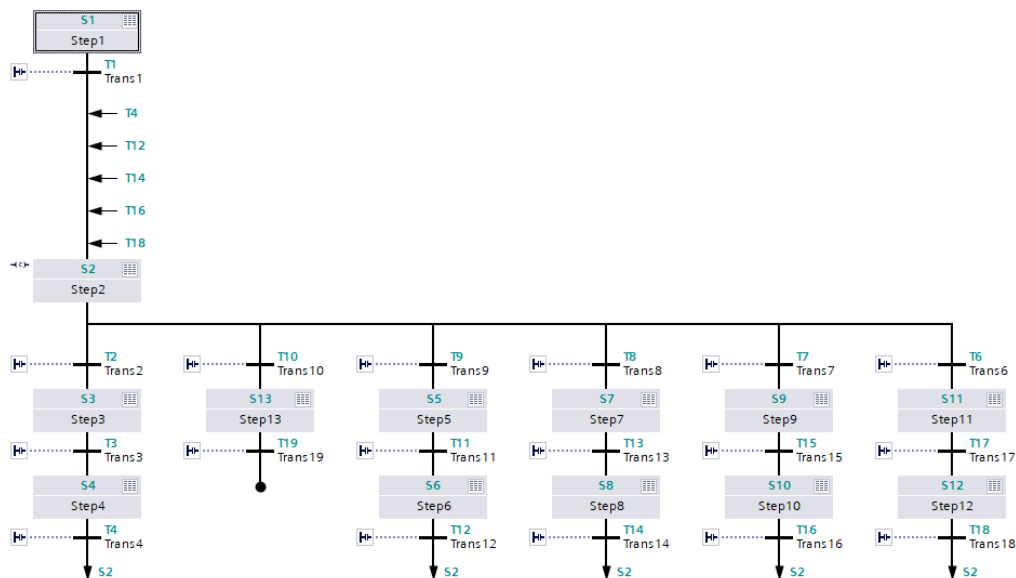 S1
Step1
T1
Trans1
T4
T12
T14
T16
T18
S2
Step2
T2
Trans2
T10
Trans10
T9
Trans9
T8
Trans8
T7
Trans7
T6
Trans6
S3
Step3
S13
Step13
S5
Step5
S7
Step7
S9
Step9
S11
Step11
T3
Trans3
T19
Trans19
T11
Trans11
T13
Trans13
T15
Trans15
T17
Trans17
S4
Step4
S6
Step6
S8
Step8
S10
Step10
S12
Step12
T4
Trans4
T12
Trans12
T14
Trans14
T16
Trans16
T18
Trans18
S2
S2
S2
S2
S2